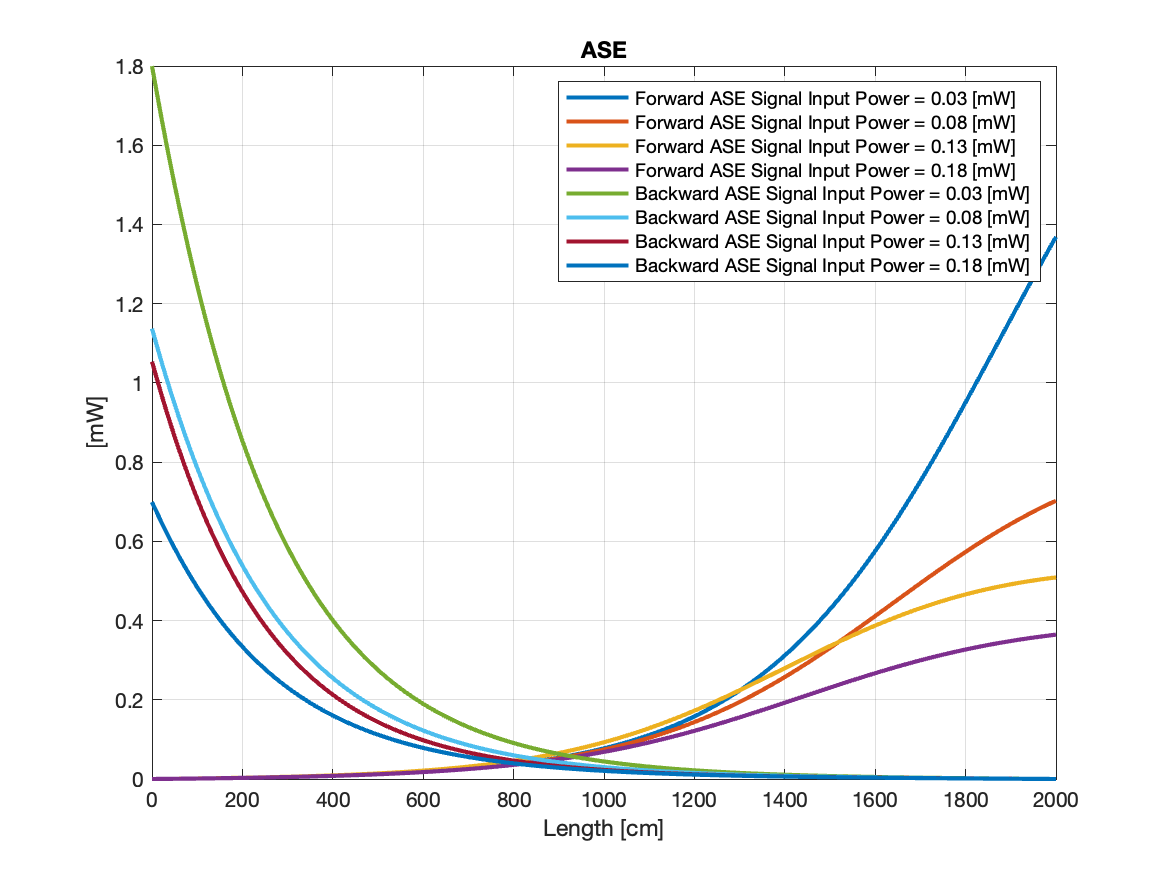 ASE
1.8
1.6
1.4
1.2
1
0.8
0.6
0.4
0.2
0
[mW]
Forward ASE Signal Input Power = 0.03 [mW]
Forward ASE Signal Input Power = 0.08 [mW]
Forward ASE Signal Input Power = 0.13 [mW]
Forward ASE Signal Input Power = 0.18 [mW]
Backward ASE Signal Input Power = 0.03 [mW]
Backward ASE Signal Input Power = 0.08 [mW]
Backward ASE Signal Input Power = 0.13 [mW]
Backward ASE Signal Input Power = 0.18 [mW]
0 200 400 600 800 1000 1200 1400 1600 1800 2000
Length [cm]